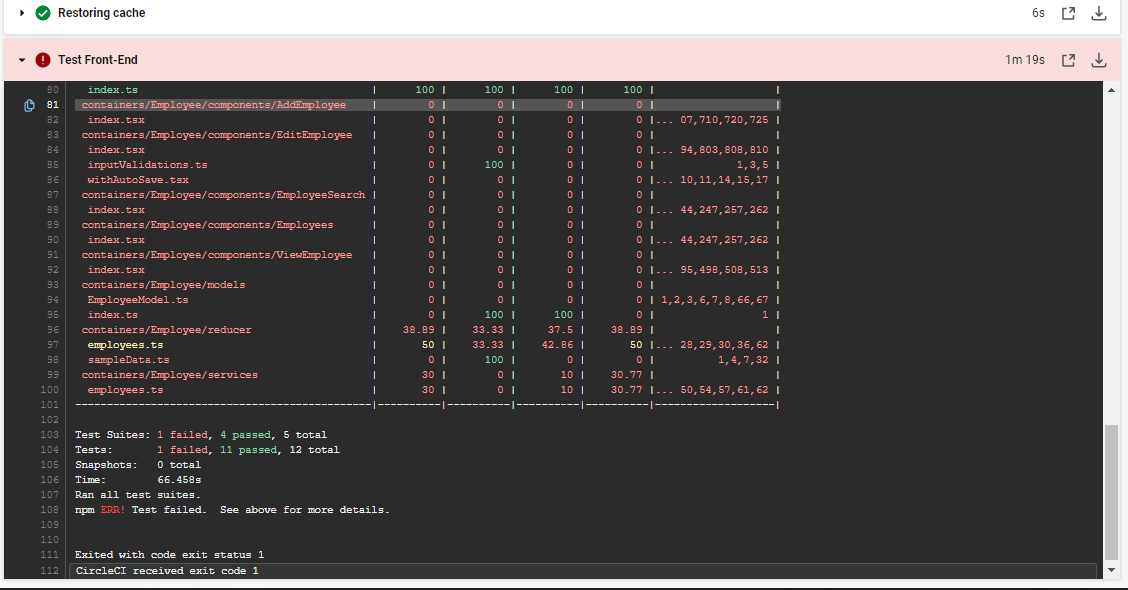 Restoring cache 6s
Test Front-End 1m 19s
80 index.ts | 100 | 100 | 100 | 100 | |
81 containers/Employee/components/AddEmployee | 0 | 0 | 0 | 0 | |
82 index.tsx | 0 | 0 | 0 | 0 |... 07,710,720,725 |
83 containers/Employee/components/EditEmployee | 0 | 0 | 0 | 0 | |
84 index.tsx | 0 | 0 | 0 | 0 |... 94,803,808,810 |
85 inputValidations.ts | 0 | 100 | 0 | 0 | 1,3,5 |
86 withAutoSave.tsx | 0 | 0 | 0 | 0 |... 10,11,14,15,17 |
87 containers/Employee/components/EmployeeSearch | 0 | 0 | 0 | 0 | |
88 index.tsx | 0 | 0 | 0 | 0 |... 44,247,257,262 |
89 containers/Employee/components/Employees | 0 | 0 | 0 | 0 | |
90 index.tsx | 0 | 0 | 0 | 0 |... 44,247,257,262 |
91 containers/Employee/components/ViewEmployee | 0 | 0 | 0 | 0 | |
92 index.tsx | 0 | 0 | 0 | 0 |... 95,498,508,513 |
93 containers/Employee/models | 0 | 0 | 0 | 0 | |
94 EmployeeModel.ts | 0 | 0 | 0 | 0 | 1,2,3,6,7,8,66,67 |
95 index.ts | 0 | 100 | 100 | 0 | 1 |
96 containers/Employee/reducer | 38.89 | 33.33 | 37.5 | 38.89 | |
97 employees.ts | 50 | 33.33 | 42.86 | 50 |... 28,29,30,36,62 |
98 sampleData.ts | 0 | 100 | 0 | 0 | 1,4,7,32 |
99 containers/Employee/services | 30 | 0 | 10 | 30.77 | |
100 employees.ts | 30 | 0 | 10 | 30.77 |... 50,54,57,61,62 |
101 -----------------------------------------------|----------|----------|----------|----------|-------------------|
102
103 Test Suites: 1 failed, 4 passed, 5 total
104 Tests: 1 failed, 11 passed, 12 total
105 Snapshots: 0 total
106 Time: 66.458s
107 Ran all test suites.
108 npm ERR! Test failed. See above for more details.
109
110
111 Exited with code exit status 1
112 CircleCI received exit code 1